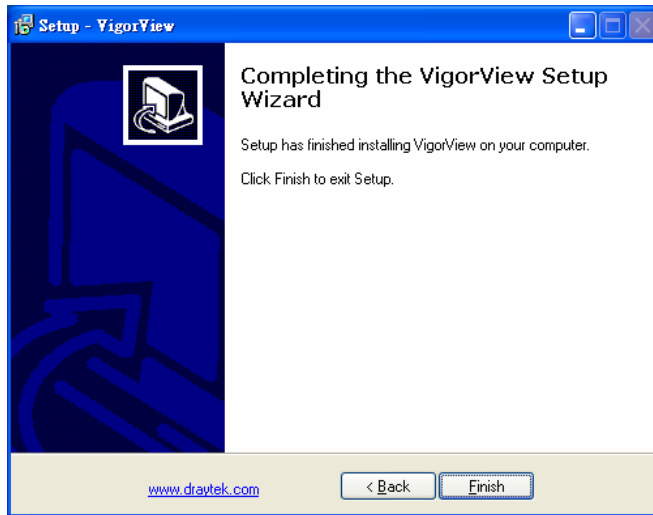 Setup - VigorView
Completing the VigorView Setup
Wizard
Setup has finished installing VigorView on your computer.
Click Finish to exit Setup.
www.draytek.com
< Back
Finish